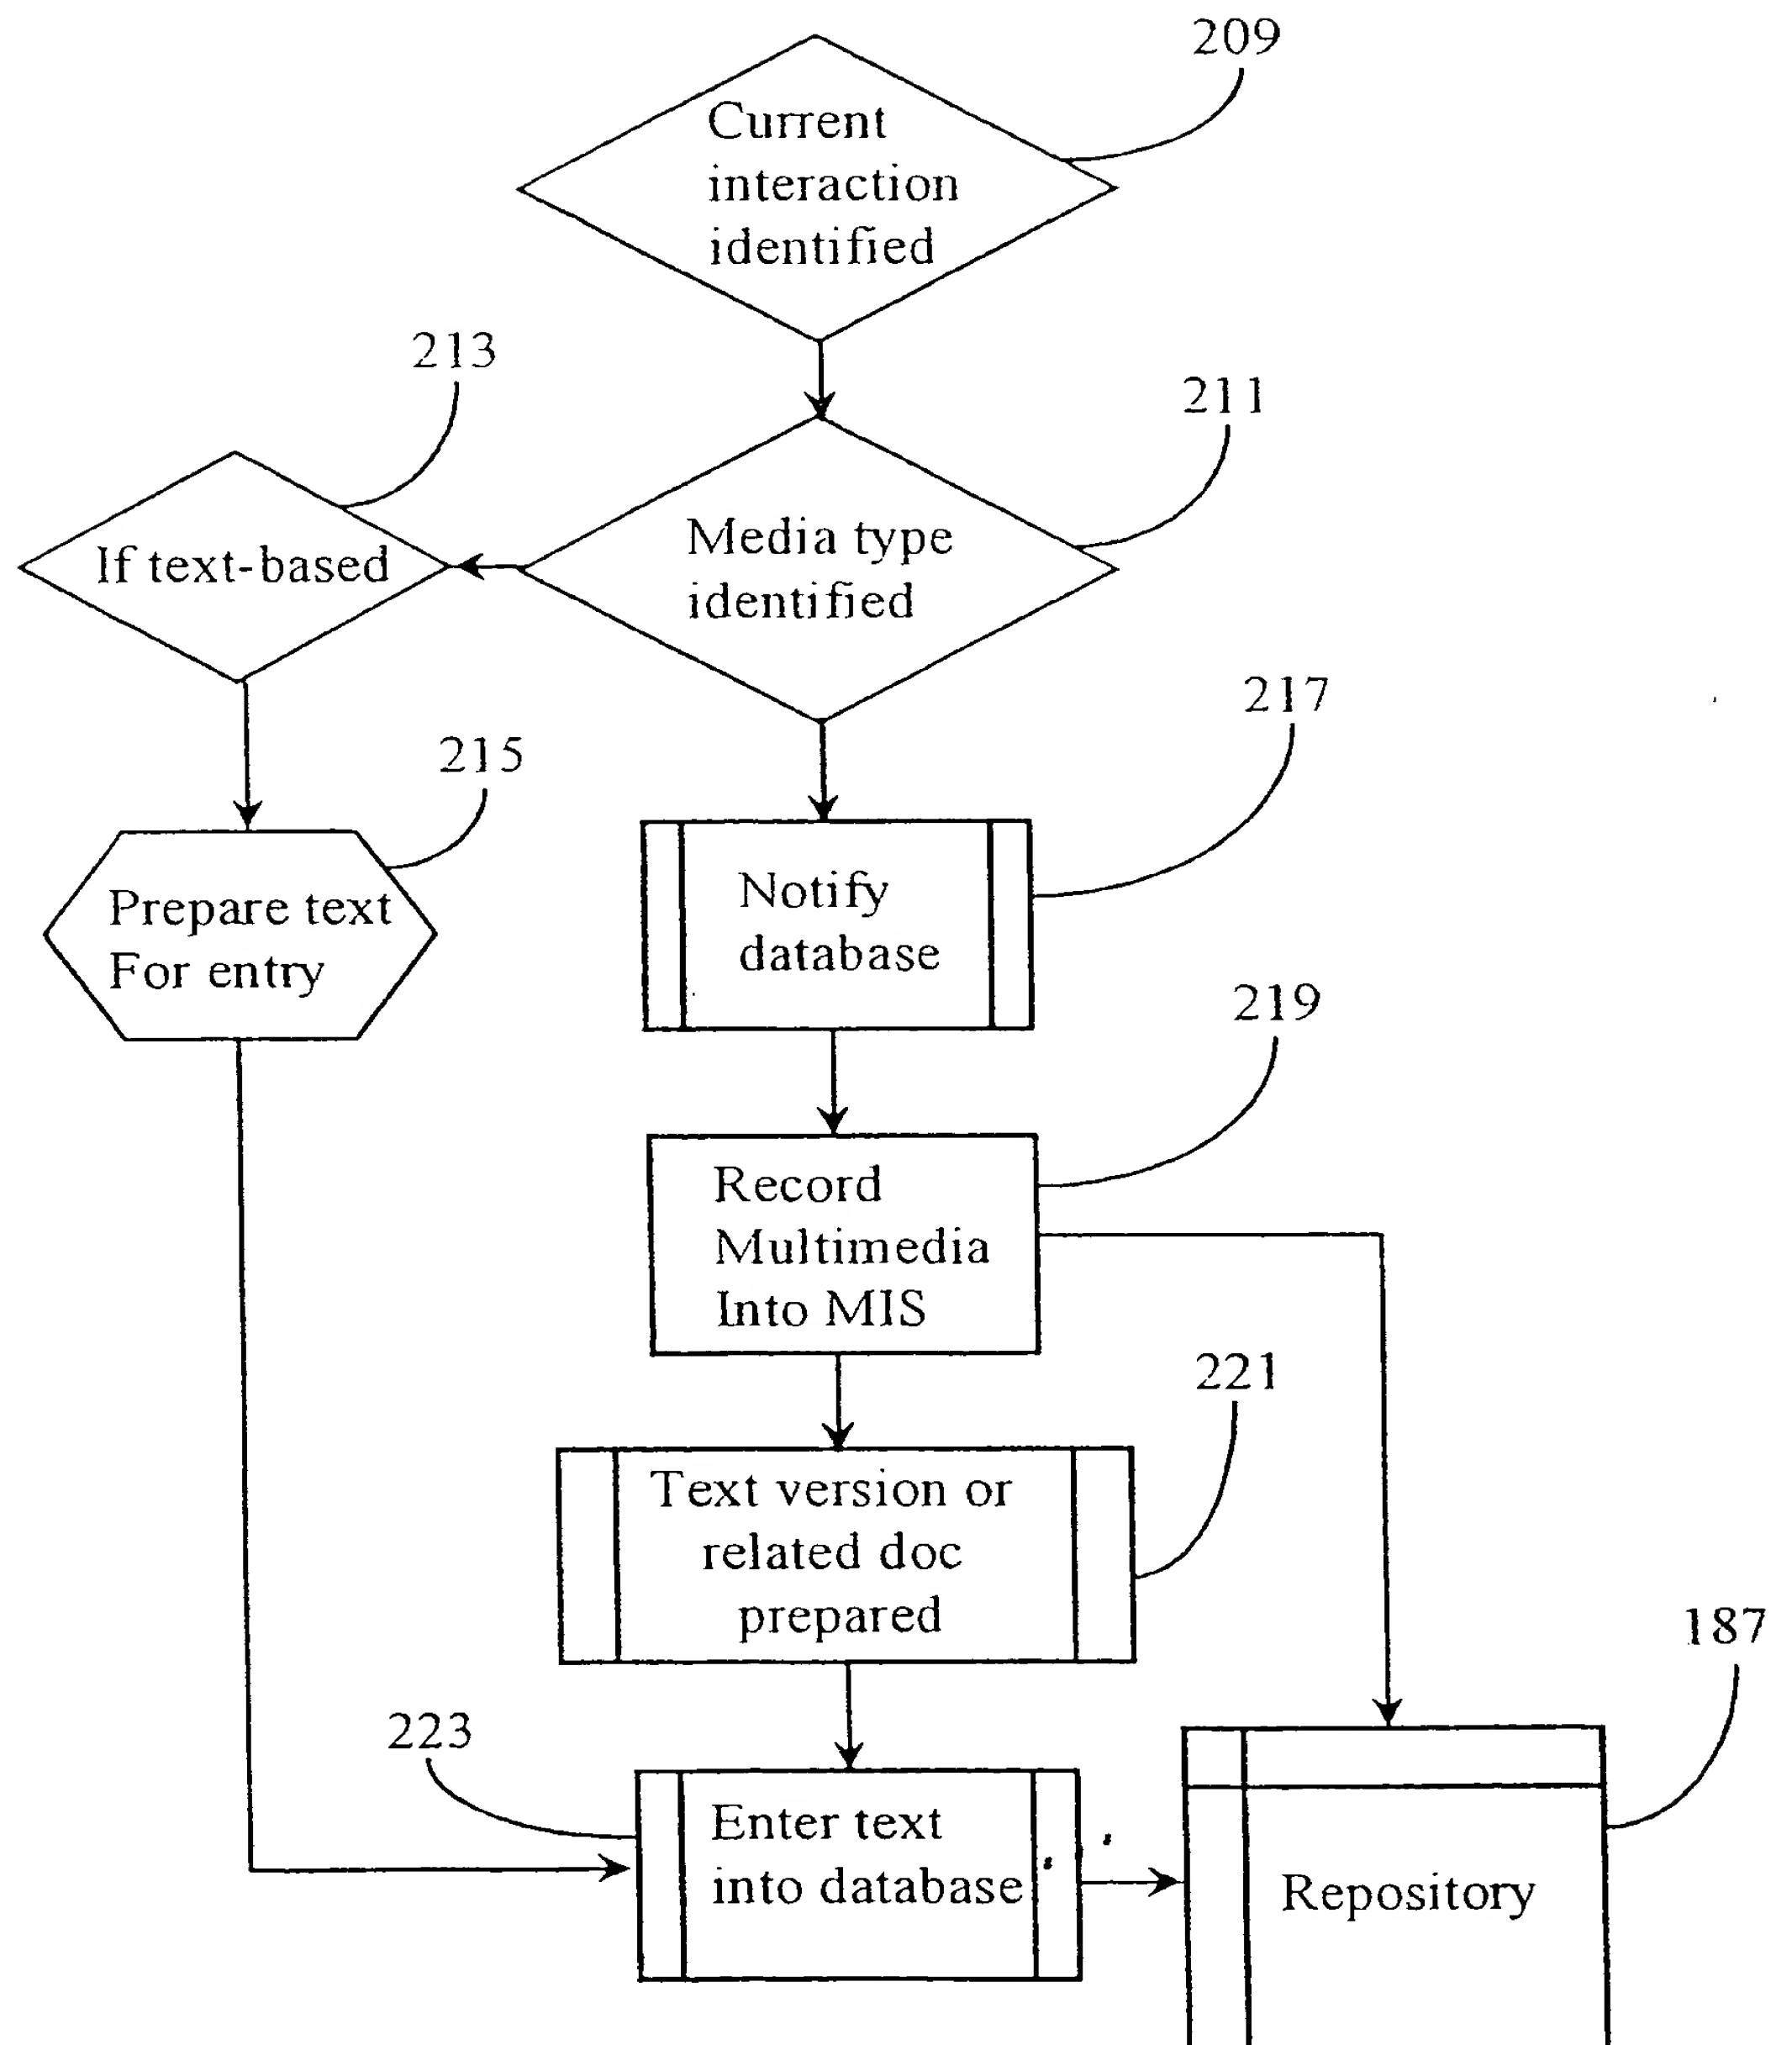 209
Current
interaction
identified
213
211
If text-based
Media type
identified
217
215
Prepare text
For entry
Notify
database
219
Record
Multimedia
Into MIS
221
Text version or
related doc
prepared
187
223
Enter text
into database
Repository